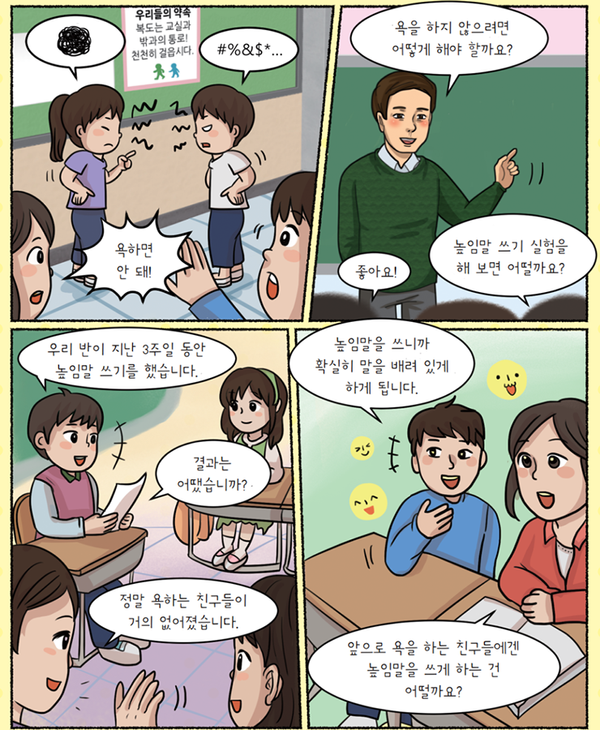 우리들의 약속
복도는 교실과
밖과의 통로!
천천히 걸읍시다.
#%&$*...
욕하면
안 돼!
욕을 하지 않으려면
어떻게 해야 할까요?
높임말 쓰기 실험을
해 보면 어떨까요?
좋아요!
우리 반이 지난 3주일 동안
높임말 쓰기를 했습니다.
결과는
어땠습니까?
정말 욕하는 친구들이
거의 없어졌습니다.
높임말을 쓰니까
확실히 말을 배려 있게
하게 됩니다.
앞으로 욕을 하는 친구들에겐
높임말을 쓰게 하는 건
어떨까요?